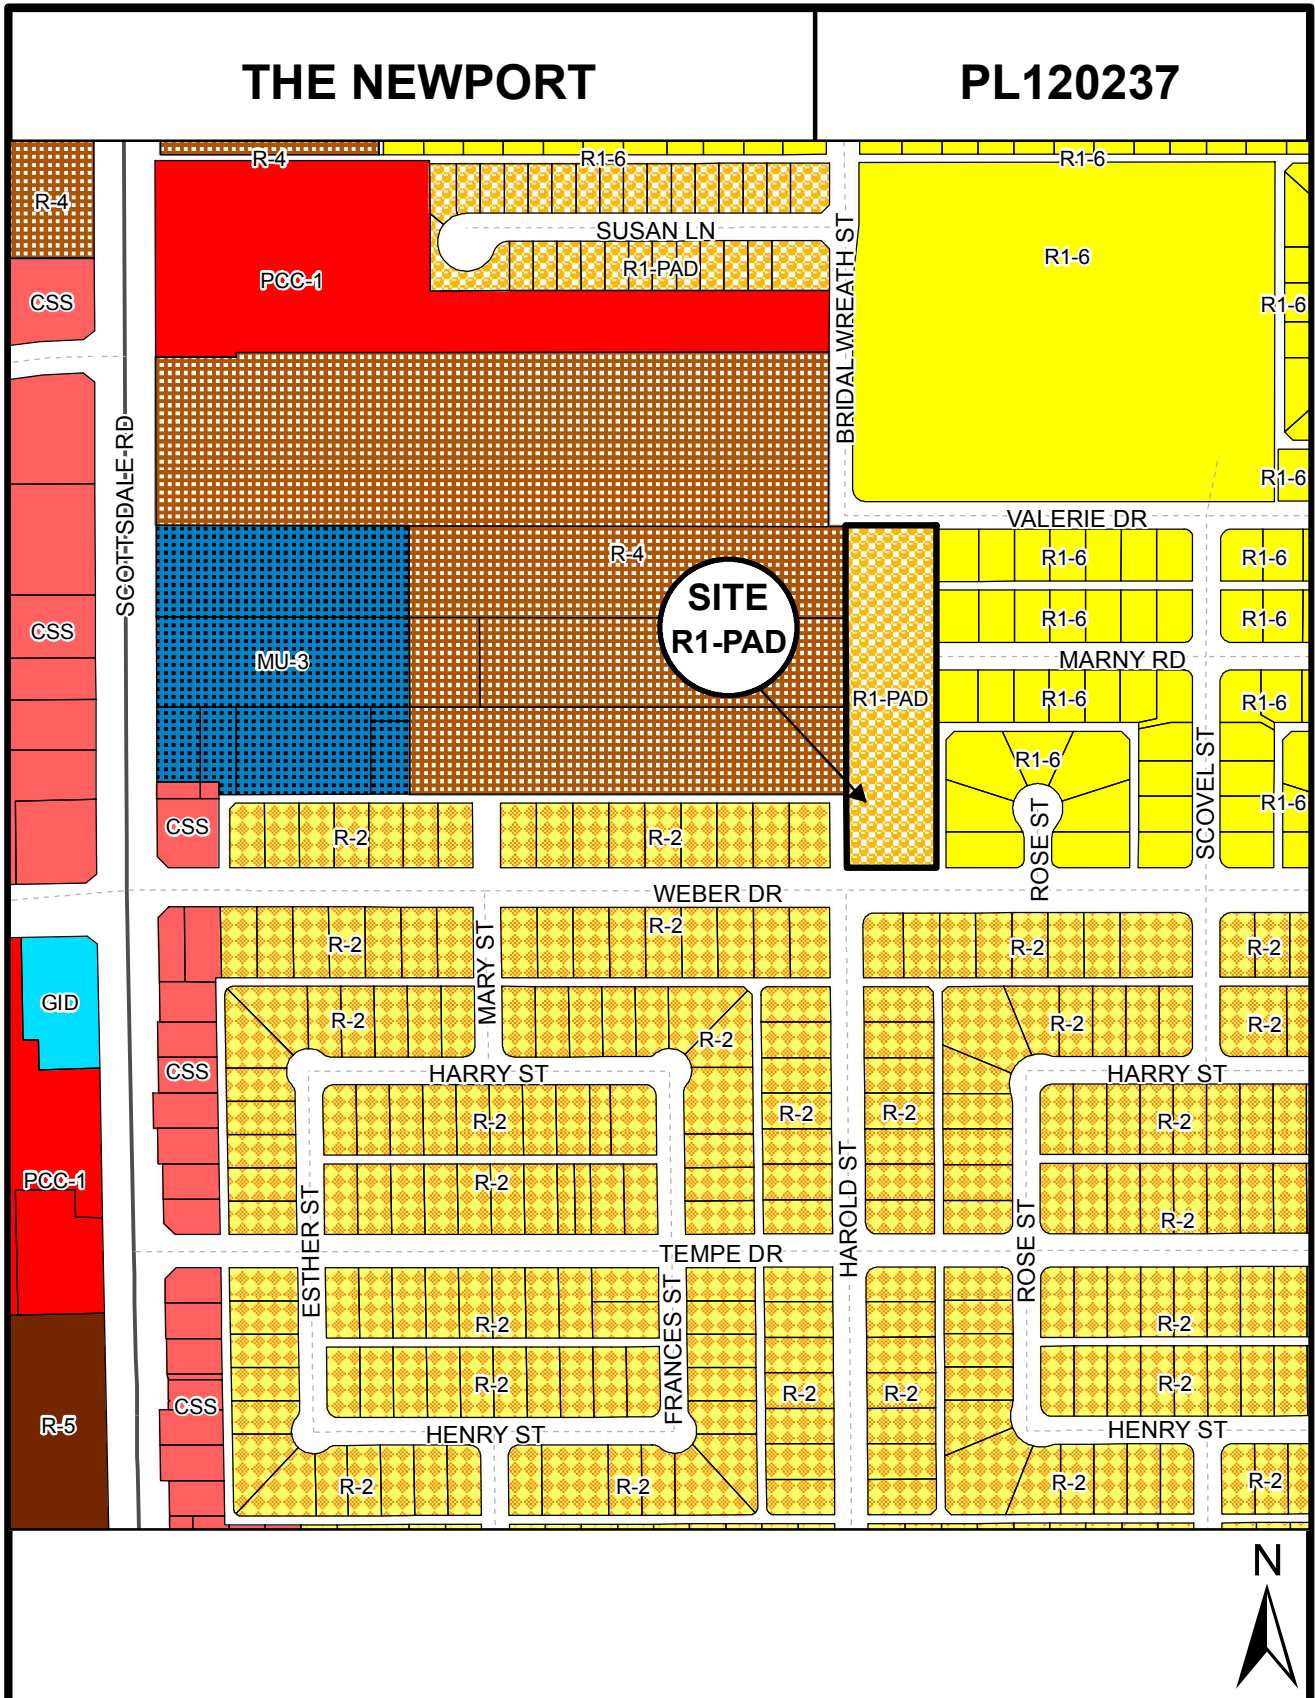 THE NEWPORT
PL120237
R-4
R1-6
R1-6
R-4
SUSAN LN
R1-PAD
PCC-1
CSS
BRIDAL WREATH ST
R1-6
R1-6
R1-6
SCOTTSDALE RD
VALERIE DR
R-4
R1-6
R1-6
SITE
R1-PAD
CSS
MU-3
R1-6
R1-6
MARNY RD
R1-PAD
R1-6
R1-6
R1-6
R1-6
SCOVEL ST
ROSE ST
CSS
R-2
R-2
WEBER DR
R-2
R-2
R-2
R-2
MARY ST
GID
R-2
R-2
R-2
R-2
CSS
HARRY ST
HARRY ST
R-2
R-2
R-2
R-2
PCC-1
R-2
R-2
ESTHER ST
HAROLD ST
ROSE ST
TEMPE DR
FRANCES ST
R-2
R-2
R-2
R-2
R-2
R-2
CSS
R-5
HENRY ST
HENRY ST
R-2
R-2
R-2
R-2
N